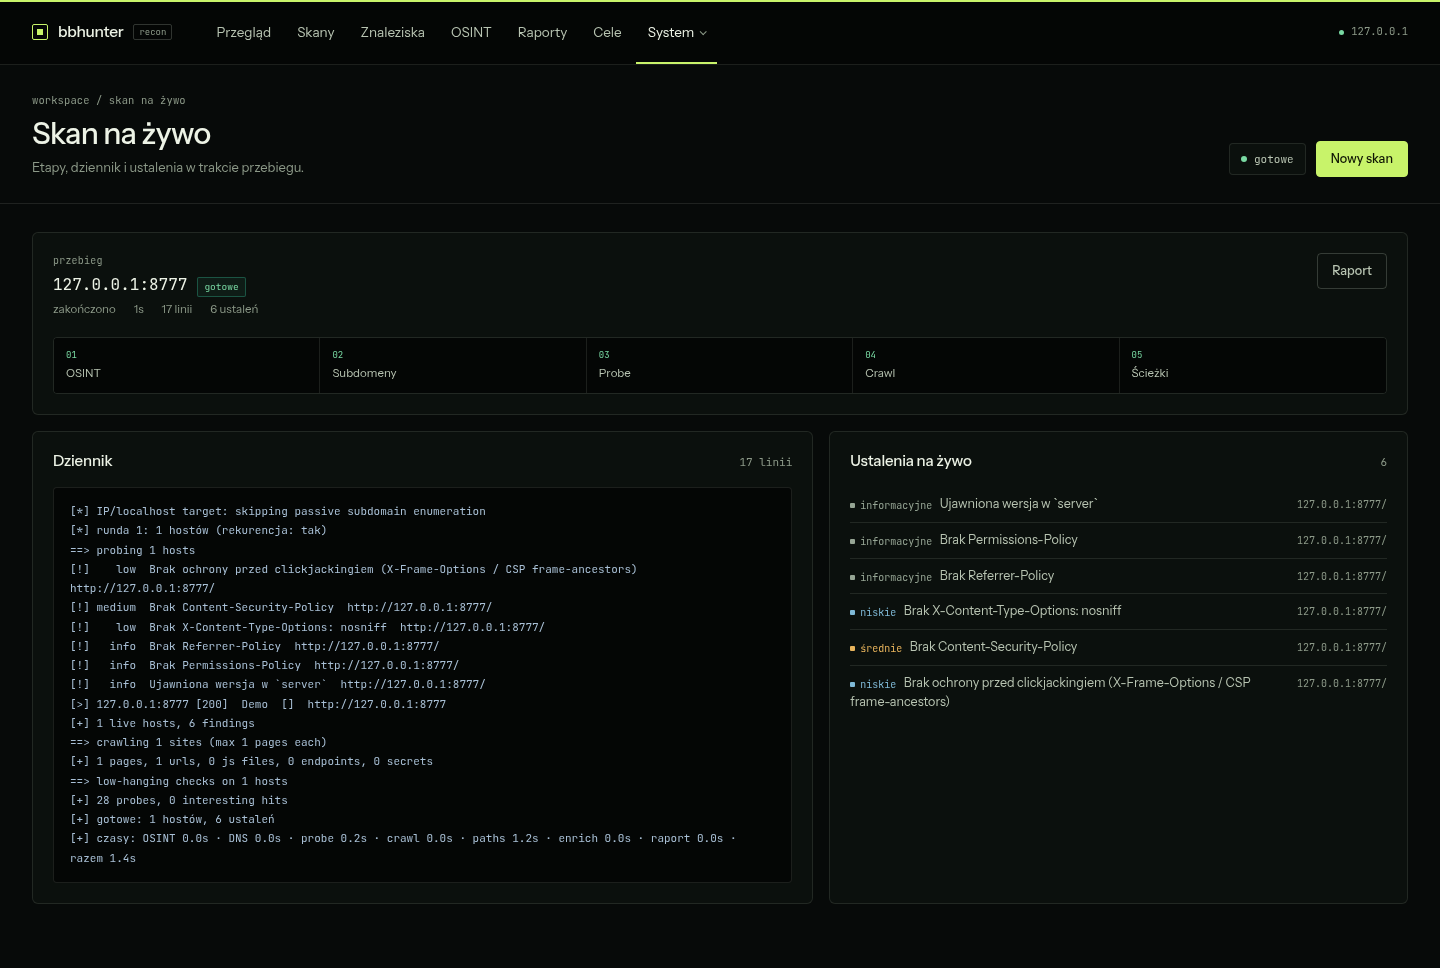 bbhunter recon Przegląd Skany Znaleziska OSINT Raporty Cele System 127.0.0.1
workspace / skan na żywo
Skan na żywo
Etapy, dziennik i ustalenia w trakcie przebiegu.
gotowe Nowy skan
przebieg
127.0.0.1:8777 gotowe
Raport
zakończono 1s 17 linii 6 ustaleń
01 02 03 04 05
OSINT Subdomeny Probe Crawl Ścieżki
Dziennik 17 linii
[*] IP/localhost target: skipping passive subdomain enumeration
[*] runda 1: 1 hostów (rekurencja: tak)
==> probing 1 hosts
[!]    low  Brak ochrony przed clickjackingiem (X-Frame-Options / CSP frame-ancestors)
http://127.0.0.1:8777/
[!] medium  Brak Content-Security-Policy  http://127.0.0.1:8777/
[!]    low  Brak X-Content-Type-Options: nosniff  http://127.0.0.1:8777/
[!]   info  Brak Referrer-Policy  http://127.0.0.1:8777/
[!]   info  Brak Permissions-Policy  http://127.0.0.1:8777/
[!]   info  Ujawniona wersja w `server`  http://127.0.0.1:8777/
[>] 127.0.0.1:8777 [200]  Demo  []  http://127.0.0.1:8777
[+] 1 live hosts, 6 findings
==> crawling 1 sites (max 1 pages each)
[+] 1 pages, 1 urls, 0 js files, 0 endpoints, 0 secrets
==> low-hanging checks on 1 hosts
[+] 28 probes, 0 interesting hits
[+] gotowe: 1 hostów, 6 ustaleń
[+] czasy: OSINT 0.0s · DNS 0.0s · probe 0.2s · crawl 0.0s · paths 1.2s · enrich 0.0s · raport 0.0s ·
razem 1.4s
Ustalenia na żywo 6
informacyjne Ujawniona wersja w `server` 127.0.0.1:8777/
informacyjne Brak Permissions-Policy 127.0.0.1:8777/
informacyjne Brak Referrer-Policy 127.0.0.1:8777/
niskie Brak X-Content-Type-Options: nosniff 127.0.0.1:8777/
średnie Brak Content-Security-Policy 127.0.0.1:8777/
niskie Brak ochrony przed clickjackingiem (X-Frame-Options / CSP 127.0.0.1:8777/
frame-ancestors)